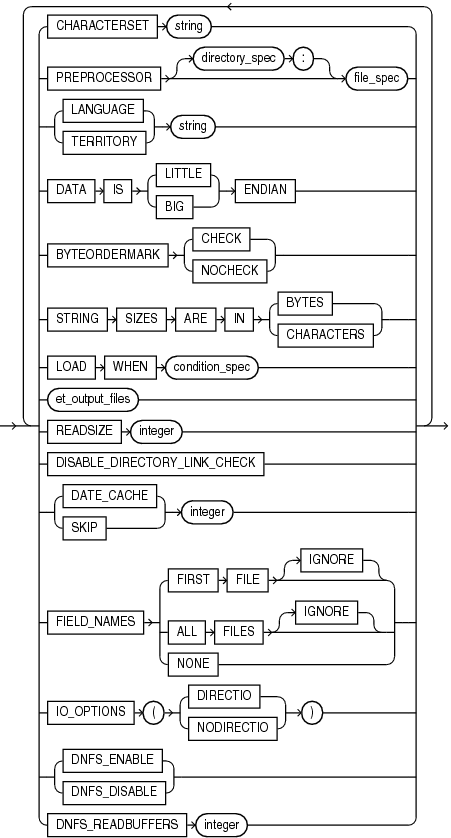 CHARACTERSET string
directory_spec :
PREPROCESSOR file_spec
LANGUAGE
string
TERRITORY
LITTLE
DATA IS ENDIAN
BIG
CHECK
BYTEORDERMARK
NOCHECK
BYTES
STRING SIZES ARE IN
CHARACTERS
LOAD WHEN condition_spec
et_output_files
READSIZE integer
DISABLE_DIRECTORY_LINK_CHECK
DATE_CACHE
integer
SKIP
IGNORE
FIRST FILE
IGNORE
FIELD_NAMES
ALL FILES
NONE
DIRECTIO
IO_OPTIONS ( )
NODIRECTIO
DNFS_ENABLE
DNFS_DISABLE
DNFS_READBUFFERS integer